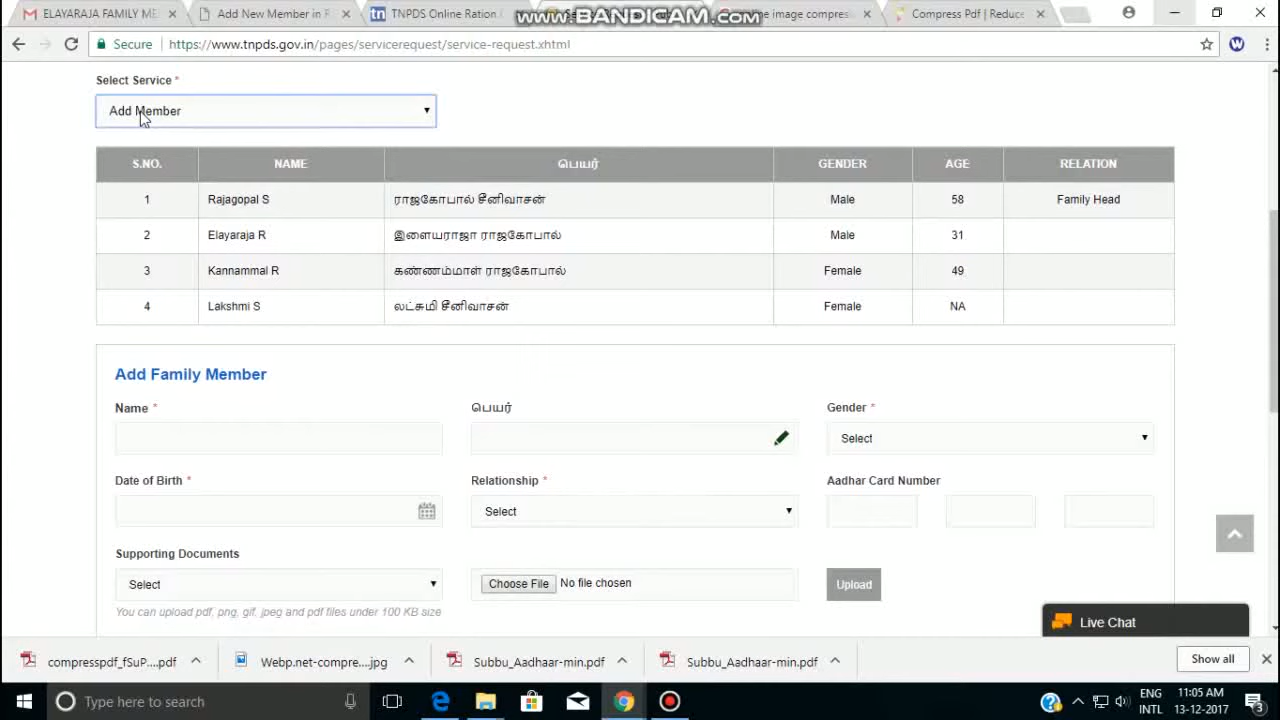 ELAYARAJA FAMILY ME
Add New Member in R
TNPDS Online Ration
www.BANDICAM.com
image compress
Compress Pdf | Reduce
Secure https://www.tnpds.gov.in/pages/servicerequest/service-request.xhtml
Select Service *
Add Member
S.NO. NAME பெயர் GENDER AGE RELATION
1 Rajagopal S ராஜகோபால் சீனிவாசன் Male 58 Family Head
2 Elayaraja R இளையராஜா ராஜகோபால் Male 31
3 Kannammal R கண்ணம்மாள் ராஜகோபால் Female 49
4 Lakshmi S லட்சுமி சீனிவாசன் Female NA
Add Family Member
Name * பெயர் Gender *
Select
Date of Birth * Relationship * Aadhar Card Number
Select
Supporting Documents
Select Choose File No file chosen Upload
You can upload pdf, png, gif, jpeg and pdf files under 100 KB size
Live Chat
compresspdf_fSuP....pdf Webp.net-compre....jpg Subbu_Aadhaar-min.pdf Subbu_Aadhaar-min.pdf Show all
Type here to search
ENG 11:05 AM
INTL 13-12-2017 3